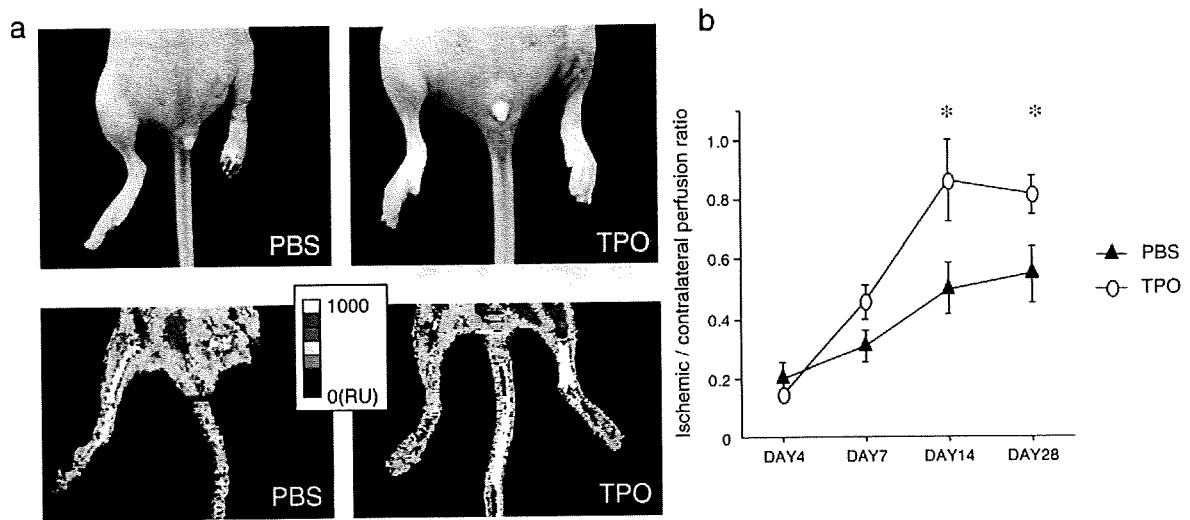 a
PBS
TPO
1000
0(RU)
PBS
TPO
b
Ischemic / contralateral perfusion ratio
1.0
0.8
0.6
0.4
0.2
0
* *
DAY4 DAY7 DAY14 DAY28
PBS
TPO